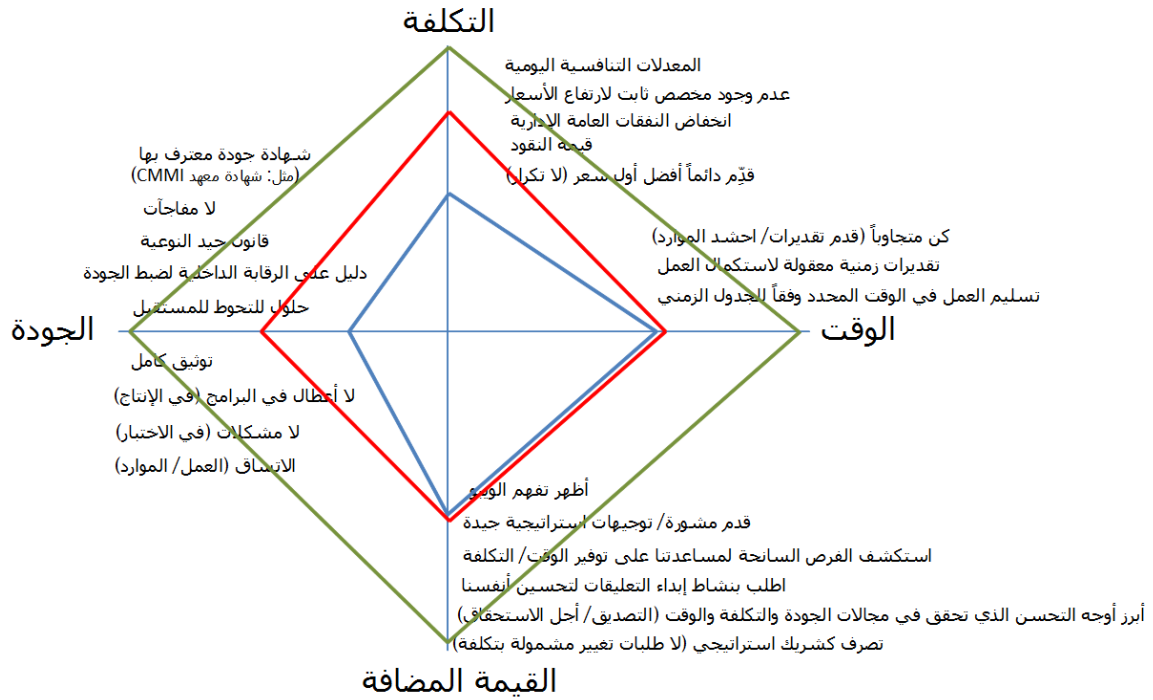 التكلفة
المعدلات التنافسية اليومية
عدم وجود مخصص ثابت لارتفاع الأسعار
انخفاض النفقات العامة الإدارية
قيمة النقود
قدِّم دائماً أفضل أول سعر (لا تكرار)
شهادة جودة معترف بها
(مثل: شهادة معهد CMMI)
لا مفاجآت
قانون جيد النوعية
دليل على الرقابة الداخلية لضبط الجودة
حلول للتحوط للمستقبل
كن متجاوباً (قدم تقديرات/ احشد الموارد)
تقديرات زمنية معقولة لاستكمال العمل
تسليم العمل في الوقت المحدد وفقاً للجدول الزمني
الوقت
الجودة
توثيق كامل
لا أعطال في البرامج (في الإنتاج)
لا مشكلات (في الاختبار)
الاتساق (العمل/ الموارد)
أظهر تفهم الويبو
قدم مشورة/ توجيهات استراتيجية جيدة
استكشف الفرص السانحة لمساعدتنا على توفير الوقت/ التكلفة
اطلب بنشاط إبداء التعليقات لتحسين أنفسنا
أبرز أوجه التحسن الذي تحقق في مجالات الجودة والتكلفة والوقت (التصديق/ أجل الاستحقاق)
تصرف كشريك استراتيجي (لا طلبات تغيير مشمولة بتكلفة)
القيمة المضافة